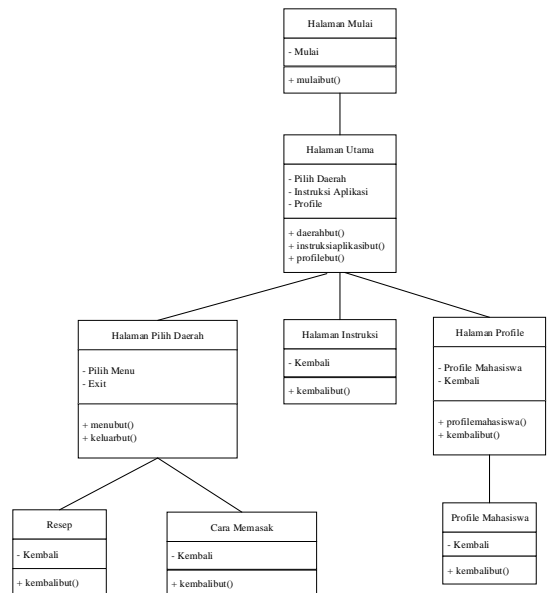 Halaman Mulai
- Mulai
+ mulaibut()
Halaman Utama
- Pilih Daerah
- Instruksi Aplikasi
- Profile
+ daerahbut()
+ instruksiaplikasibut()
+ profilebut()
Halaman Pilih Daerah
- Pilih Menu
- Exit
+ menubut()
+ keluarbut()
Halaman Instruksi
- Kembali
+ kembalibut()
Halaman Profile
- Profile Mahasiswa
- Kembali
+ profilemahasiswa()
+ kembalibut()
Resep
- Kembali
+ kembalibut()
Cara Memasak
- Kembali
+ kembalibut()
Profile Mahasiswa
- Kembali
+ kembalibut()